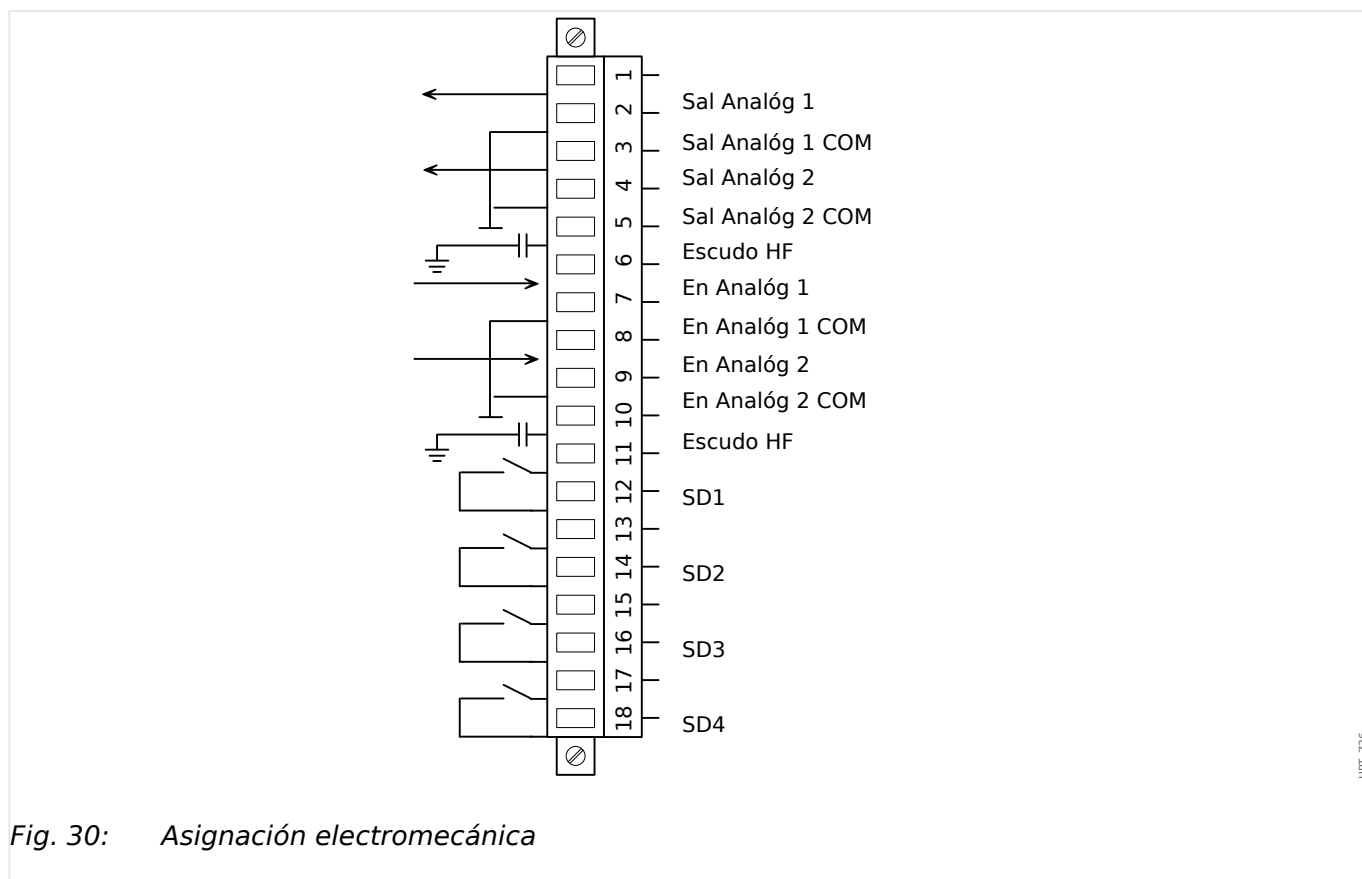 1
2
Sal Analóg 1
3
Sal Analóg 1 COM
4
Sal Analóg 2
5
Sal Analóg 2 COM
6
Escudo HF
7
En Analóg 1
8
En Analóg 1 COM
9
En Analóg 2
10
En Analóg 2 COM
11
Escudo HF
12
SD1
13
14
SD2
15
16
SD3
17
18
SD4
Fig. 30: Asignación electromecánica